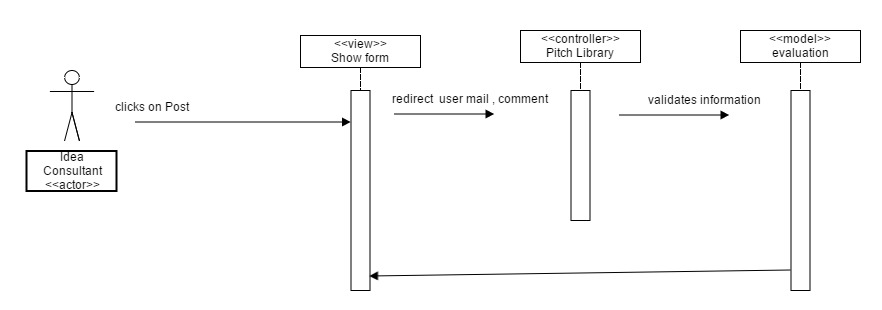 <<view>>
Show form
<<controller>>
Pitch Library
<<model>>
evaluation
clicks on Post
redirect user mail , comment
validates information
Idea
Consultant
<<actor>>